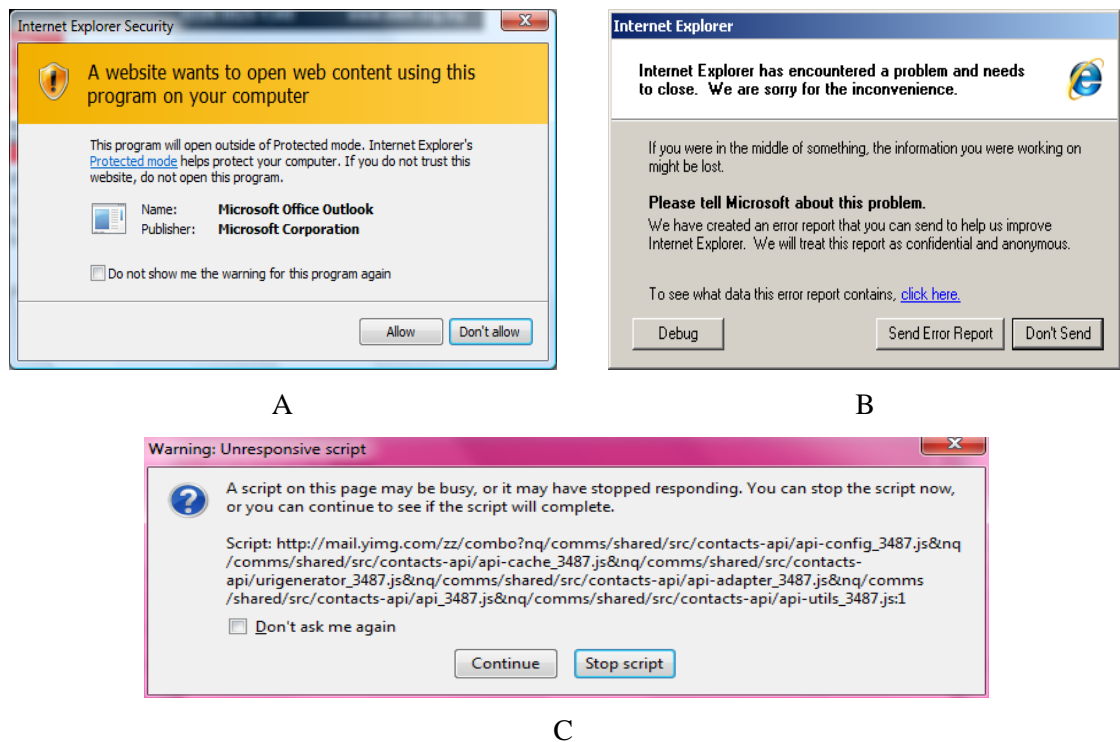 Internet Explorer Security
A website wants to open web content using this
program on your computer
This program will open outside of Protected mode. Internet Explorer's
Protected mode helps protect your computer. If you do not trust this
website, do not open this program.
Name: Microsoft Office Outlook
Publisher: Microsoft Corporation
Do not show me the warning for this program again
Allow Don't allow
A
Internet Explorer
Internet Explorer has encountered a problem and needs
to close. We are sorry for the inconvenience.
If you were in the middle of something, the information you were working on
might be lost.
Please tell Microsoft about this problem.
We have created an error report that you can send to help us improve
Internet Explorer. We will treat this report as confidential and anonymous.
To see what data this error report contains, click here.
Debug Send Error Report Don't Send
B
Warning: Unresponsive script
A script on this page may be busy, or it may have stopped responding. You can stop the script now,
or you can continue to see if the script will complete.
Script: http://mail.yimg.com/zz/combo?nq/comms/shared/src/contacts-api/api-config_3487.js&nq
/comms/shared/src/contacts-api/api-cache_3487.js&nq/comms/shared/src/contacts-
api/urigenerator_3487.js&nq/comms/shared/src/contacts-api/api-adapter_3487.js&nq/comms
/shared/src/contacts-api/api_3487.js&nq/comms/shared/src/contacts-api/api-utils_3487.js:1
Don't ask me again
Continue Stop script
C